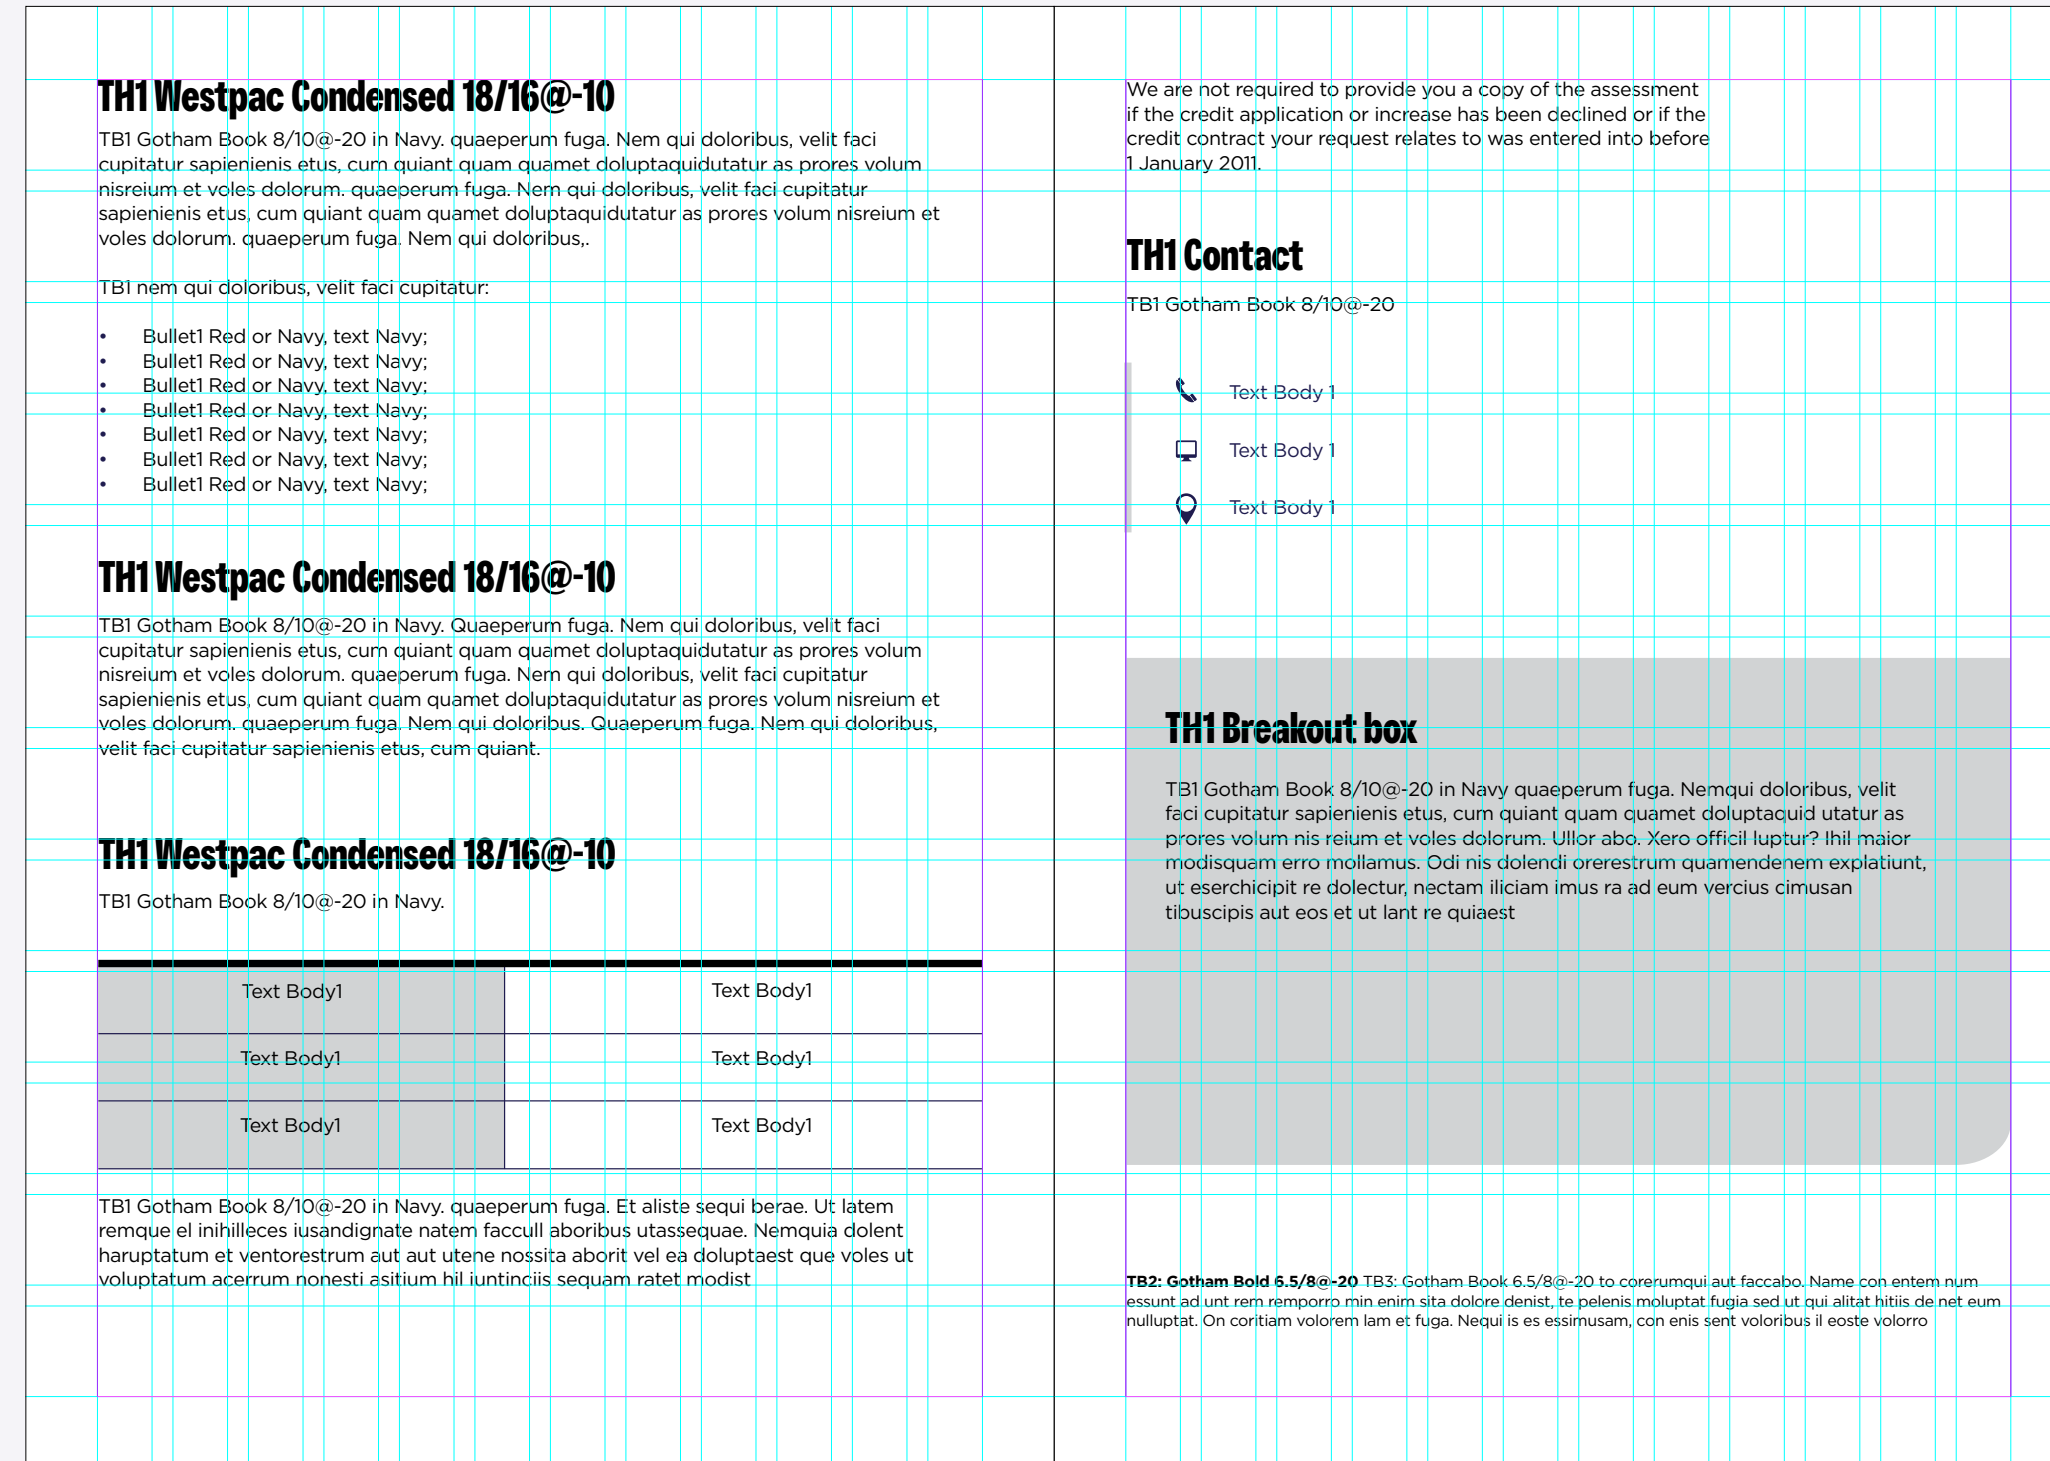 TH1 Westpac Condensed 18/16@-10
TB1 Gotham Book 8/10@-20 in Navy. quaeperum fuga. Nem qui doloribus, velit faci
cupitatur sapienienis etus, cum quiant quam quamet doluptaquidutatur as prores volum
nisreium et voles dolorum. quaeperum fuga. Nem qui doloribus, velit faci cupitatur
sapienienis etus, cum quiant quam quamet doluptaquidutatur as prores volum nisreium et
voles dolorum. quaeperum fuga. Nem qui doloribus,.
TB1 nem qui doloribus, velit faci cupitatur:
• Bullet1 Red or Navy, text Navy;
• Bullet1 Red or Navy, text Navy;
• Bullet1 Red or Navy, text Navy;
• Bullet1 Red or Navy, text Navy;
• Bullet1 Red or Navy, text Navy;
• Bullet1 Red or Navy, text Navy;
• Bullet1 Red or Navy, text Navy;
TH1 Westpac Condensed 18/16@-10
TB1 Gotham Book 8/10@-20 in Navy. Quaeperum fuga. Nem qui doloribus, velit faci
cupitatur sapienienis etus, cum quiant quam quamet doluptaquidutatur as prores volum
nisreium et voles dolorum. quaeperum fuga. Nem qui doloribus, velit faci cupitatur
sapienienis etus, cum quiant quam quamet doluptaquidutatur as prores volum nisreium et
voles dolorum. quaeperum fuga. Nem qui doloribus. Quaeperum fuga. Nem qui doloribus,
velit faci cupitatur sapienienis etus, cum quiant.
TH1 Westpac Condensed 18/16@-10
TB1 Gotham Book 8/10@-20 in Navy.
Text Body1 Text Body1
Text Body1 Text Body1
Text Body1 Text Body1
TB1 Gotham Book 8/10@-20 in Navy. quaeperum fuga. Et aliste sequi berae. Ut latem
remque el inihilleces iusandignate natem faccull aboribus utassequae. Nemquia dolent
haruptatum et ventorestrum aut aut utene nossita aborit vel ea doluptaest que voles ut
voluptatum acerrum nonesti asitium hil iuntinciis sequam ratet modist
We are not required to provide you a copy of the assessment
if the credit application or increase has been declined or if the
credit contract your request relates to was entered into before
1 January 2011.
TH1 Contact
TB1 Gotham Book 8/10@-20
Text Body 1
Text Body 1
Text Body 1
TH1 Breakout box
TB1 Gotham Book 8/10@-20 in Navy quaeperum fuga. Nemqui doloribus, velit
faci cupitatur sapienienis etus, cum quiant quam quamet doluptaquid utatur as
prores volum nis reium et voles dolorum. Ullor abo. Xero officil luptur? Ihil maior
modisquam erro mollamus. Odi nis dolendi orerestrum quamendenem explatiunt,
ut eserchicipit re dolectur, nectam iliciam imus ra ad eum vercius cimusan
tibuscipis aut eos et ut lant re quiaest
TB2: Gotham Bold 6.5/8@-20 TB3: Gotham Book 6.5/8@-20 to corerumqui aut faccabo. Name con entem num
essunt ad unt rem remporro min enim sita dolore denist, te pelenis moluptat fugia sed ut qui alitat hitiis de net eum
nulluptat. On coritiam volorem lam et fuga. Nequi is es essimusam, con enis sent voloribus il eoste volorro